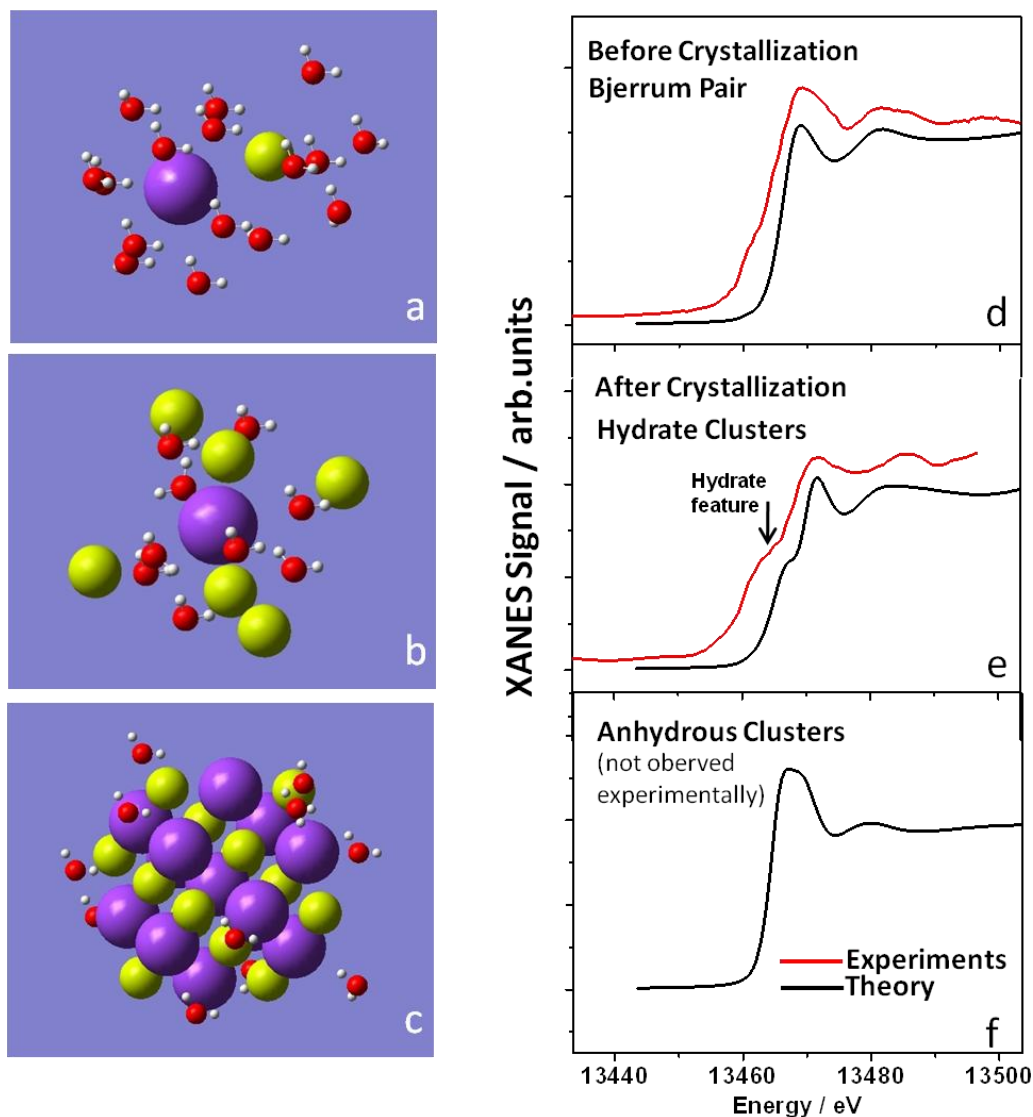 a
b
c
XANES Signal / arb.units
Before Crystallization
Bjerrum Pair
d
After Crystallization
Hydrate Clusters
Hydrate
feature
e
Anhydrous Clusters
(not oberved
experimentally)
Experiments
Theory
f
13440 13460 13480 13500
Energy / eV